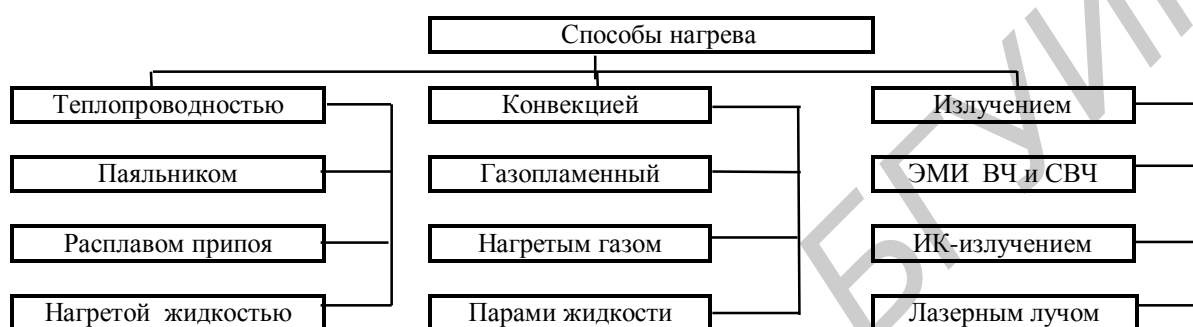 Способы нагрева
Теплопроводностью
Конвекцией
Излучением
Паяльником
Газопламенный
ЭМИ ВЧ и СВЧ
Расплавом припоя
Нагретым газом
ИК-излучением
Нагретой жидкостью
Парами жидкости
Лазерным лучом
БГУИ